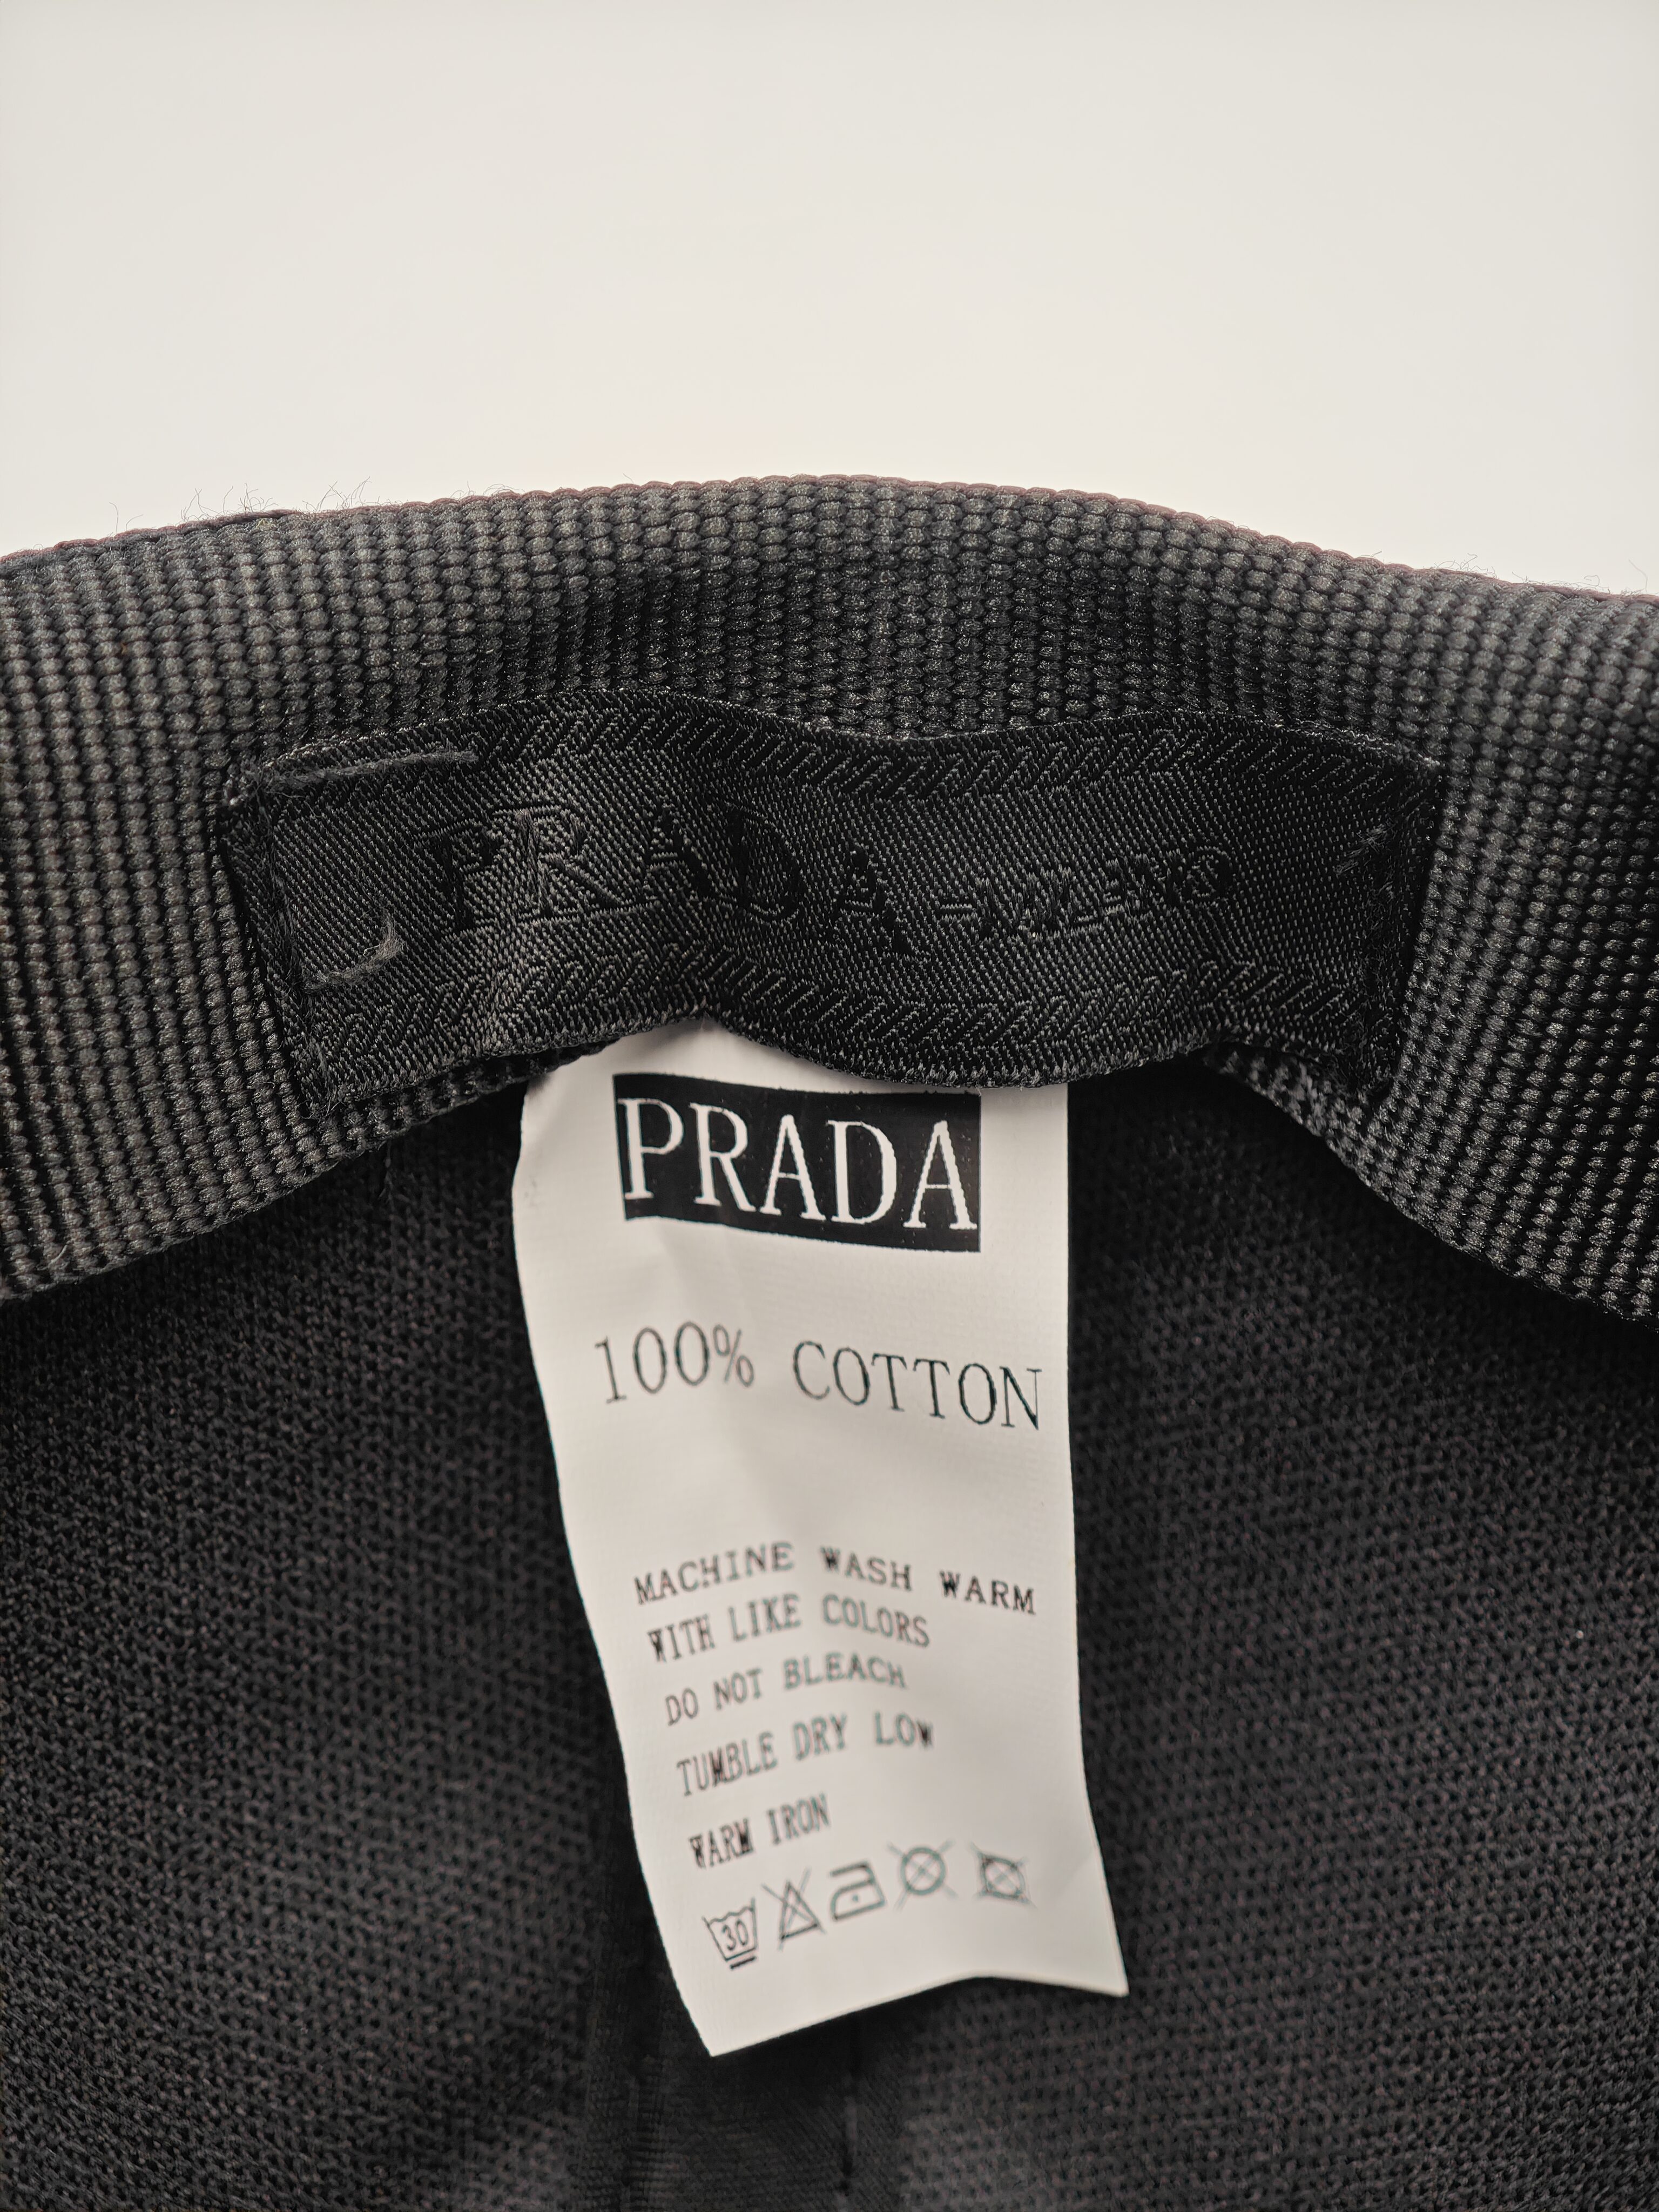 PRADA -MILANO
PRADA
100% COTTON
MACHINE WASH WARM
WITH LIKE COLORS
DO NOT BLEACH
TUMBLE DRY LOW
WARM IRON
30